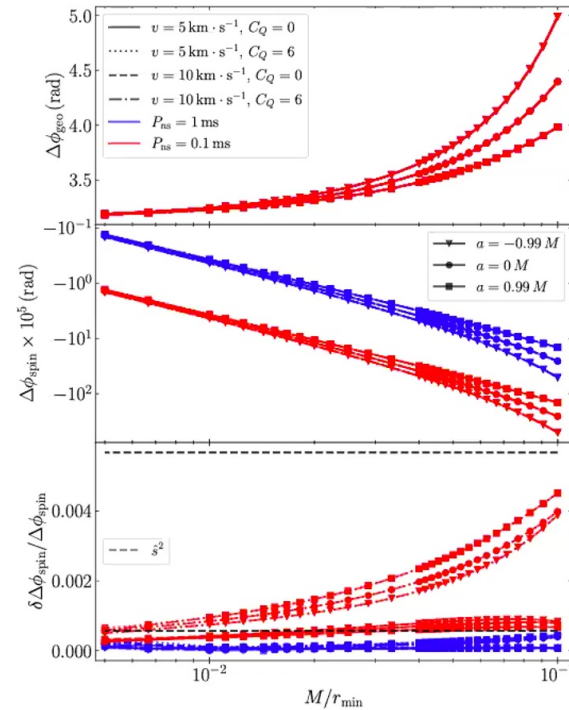 5.0
4.5
4.0
3.5
Δϕ_geo (rad)
v = 5 km · s⁻¹, C_Q = 0
v = 5 km · s⁻¹, C_Q = 6
v = 10 km · s⁻¹, C_Q = 0
v = 10 km · s⁻¹, C_Q = 6
P_ns = 1 ms
P_ns = 0.1 ms
−10⁻¹
−10⁰
−10¹
−10²
Δϕ_spin × 10⁵ (rad)
a = −0.99 M
a = 0 M
a = 0.99 M
0.004
0.002
0.000
δΔϕ_spin/Δϕ_spin
ŝ²
10⁻²
10⁻
M/r_min